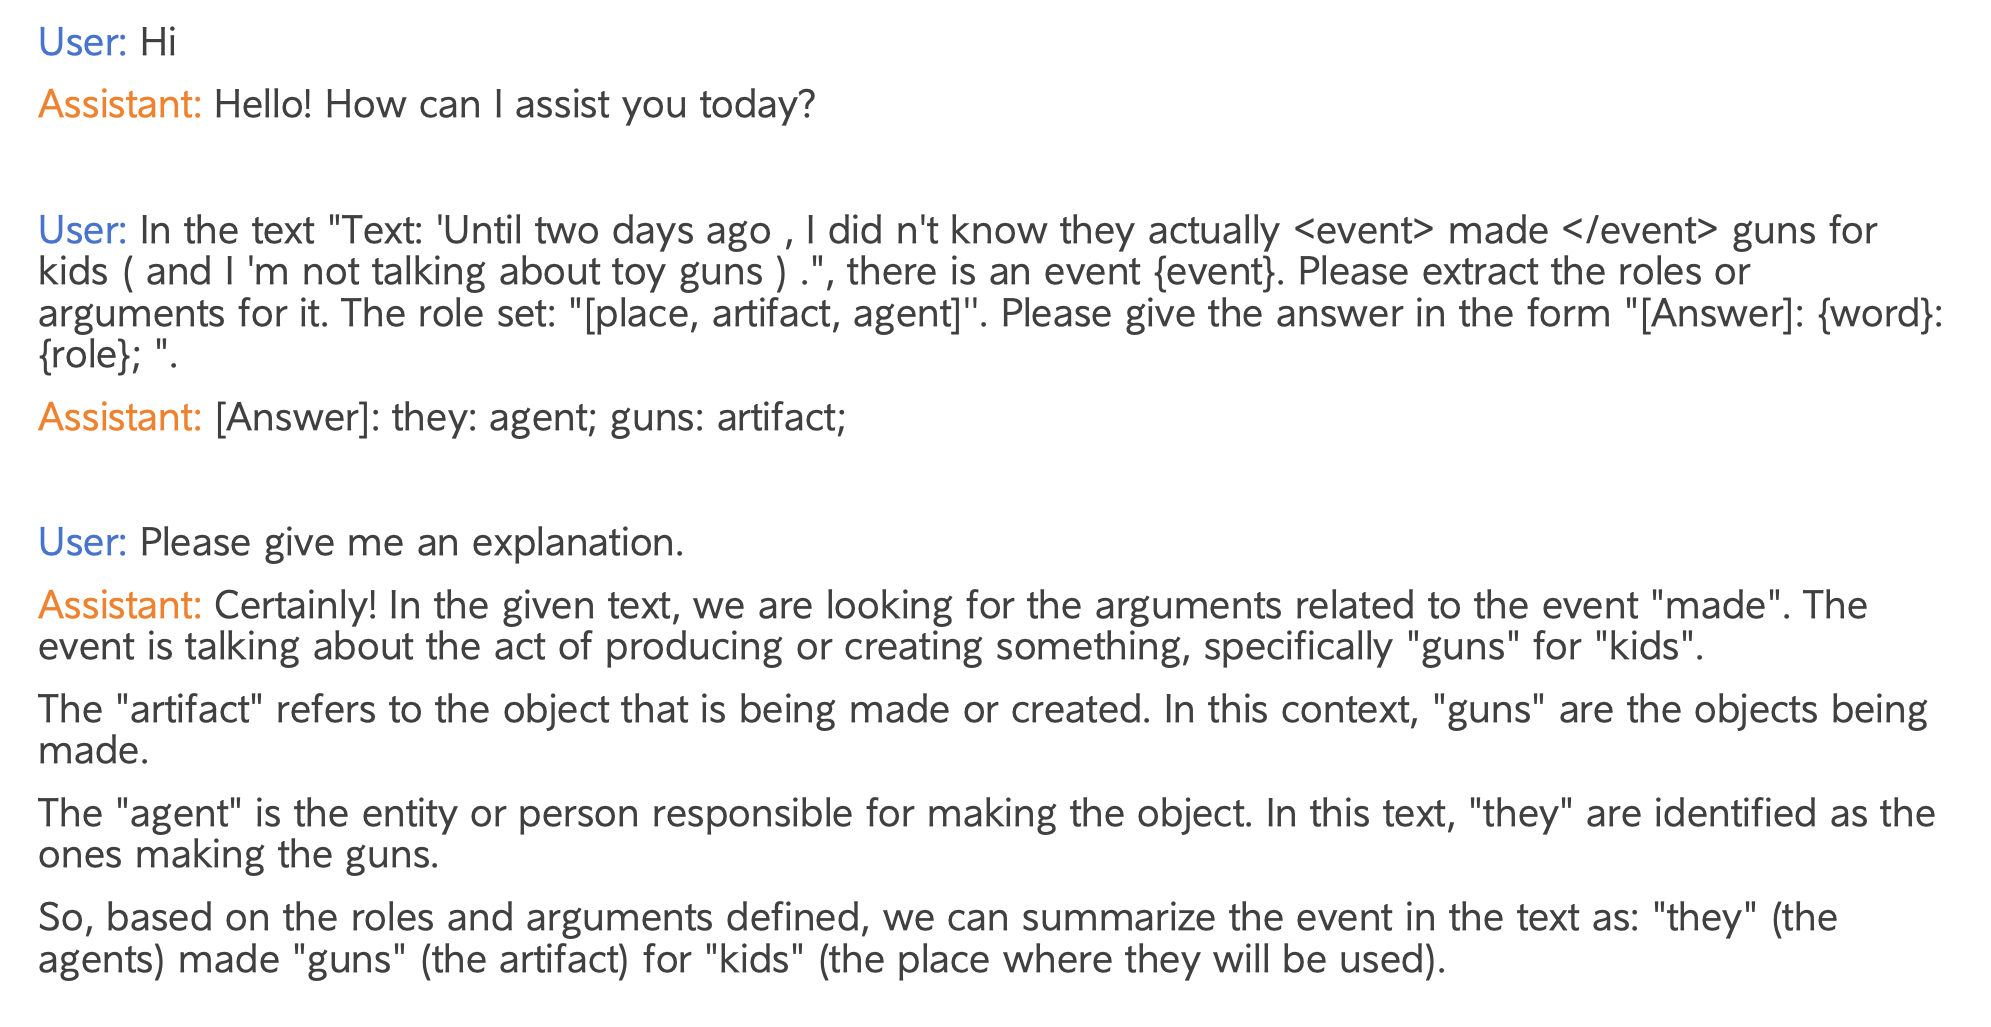 User: Hi
Assistant: Hello! How can I assist you today?
User: In the text "Text: 'Until two days ago , I did n't know they actually <event> made </event> guns for
kids ( and I 'm not talking about toy guns ) .", there is an event {event}. Please extract the roles or
arguments for it. The role set: "[place, artifact, agent]". Please give the answer in the form "[Answer]: {word}:
{role}; ".
Assistant: [Answer]: they: agent; guns: artifact;
User: Please give me an explanation.
Assistant: Certainly! In the given text, we are looking for the arguments related to the event "made". The
event is talking about the act of producing or creating something, specifically "guns" for "kids".
The "artifact" refers to the object that is being made or created. In this context, "guns" are the objects being
made.
The "agent" is the entity or person responsible for making the object. In this text, "they" are identified as the
ones making the guns.
So, based on the roles and arguments defined, we can summarize the event in the text as: "they" (the
agents) made "guns" (the artifact) for "kids" (the place where they will be used).